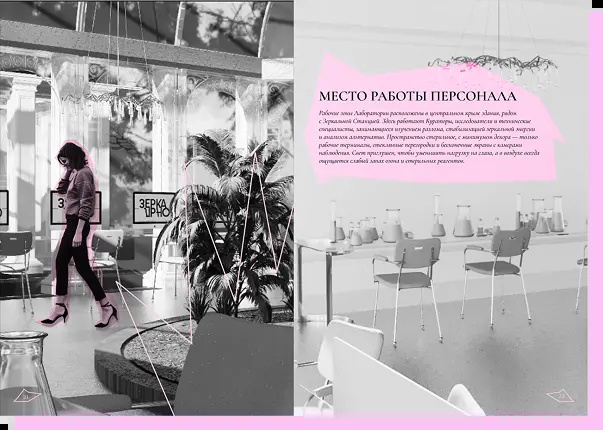 МЕСТО РАБОТЫ ПЕРСОНАЛА
Рабочие зоны Лаборатории расположены в центральном крыле здания, рядом
с Зеркальной Станцией. Здесь работают Кураторы, исследователи и технические
специалисты, занимающиеся изучением разлома, стабилизацией зеркальной энергии
и анализом альтернатив. Пространство стерильное, с минимумом декора — только
рабочие терминалы, стеклянные перегородки и бесконечные экраны с камерами
наблюдения. Свет приглушен, чтобы уменьшить нагрузку на глаза, а в воздухе всегда
ощущается слабый запах озона и стерильных реагентов.
ЗЕРКА